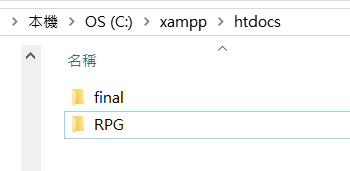 本機 > OS (C:) > xampp > htdocs
名稱
final
RPG